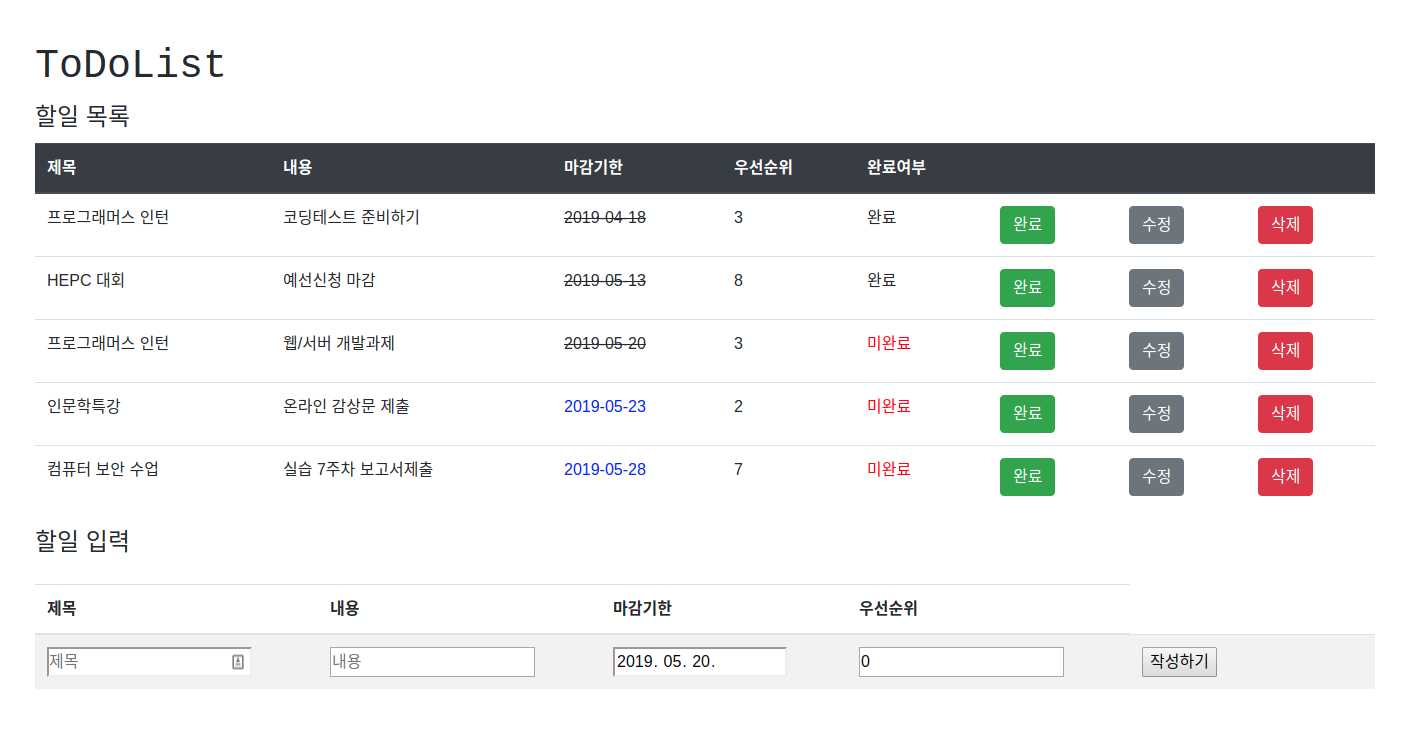 ToDoList
할일 목록
제목 내용 마감기한 우선순위 완료여부
프로그래머스 인턴 코딩테스트 준비하기 2019-04-18 3 완료 완료 수정 삭제
HEPC 대회 예선신청 마감 2019-05-13 8 완료 완료 수정 삭제
프로그래머스 인턴 웹/서버 개발과제 2019-05-20 3 미완료 완료 수정 삭제
인문학특강 온라인 감상문 제출 2019-05-23 2 미완료 완료 수정 삭제
컴퓨터 보안 수업 실습 7주차 보고서제출 2019-05-28 7 미완료 완료 수정 삭제
할일 입력
제목 내용 마감기한 우선순위
제목 내용 2019. 05. 20. 0 작성하기